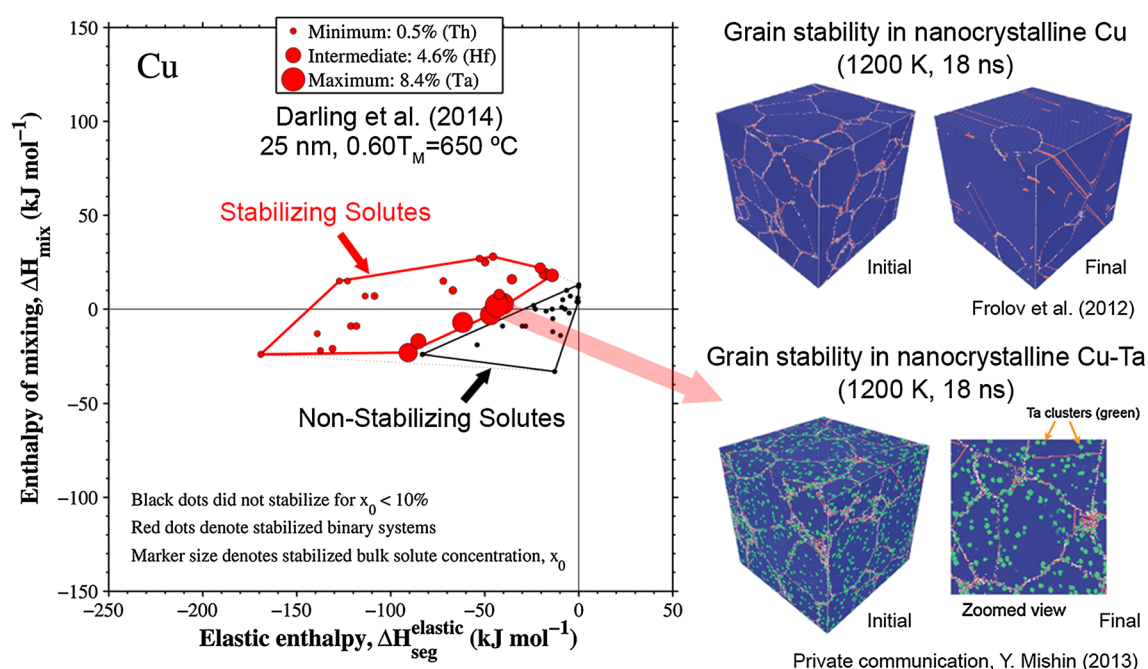 Cu
Minimum: 0.5% (Th)
Intermediate: 4.6% (Hf)
Maximum: 8.4% (Ta)
Darling et al. (2014)
25 nm, 0.60T_M=650 ºC
Stabilizing Solutes
Non-Stabilizing Solutes
Black dots did not stabilize for x₀ < 10%
Red dots denote stabilized binary systems
Marker size denotes stabilized bulk solute concentration, x₀
150
100
50
0
−50
−100
−150
Enthalpy of mixing, ΔH_mix (kJ mol⁻¹)
−250
−200
−150
−100
−50
0
50
Elastic enthalpy, ΔH_seg^elastic (kJ mol⁻¹)
Grain stability in nanocrystalline Cu
(1200 K, 18 ns)
Initial
Final
Frolov et al. (2012)
Grain stability in nanocrystalline Cu-Ta
(1200 K, 18 ns)
Ta clusters (green)
Initial
Zoomed view
Final
Private communication, Y. Mishin (2013)